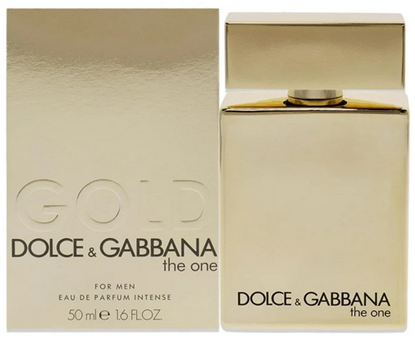 GOLD
DOLCE & GABBANA
the one
FOR MEN
EAU DE PARFUM INTENSE
50 ml e 1.6 FL.OZ.
DOLCE & GABBANA
the one